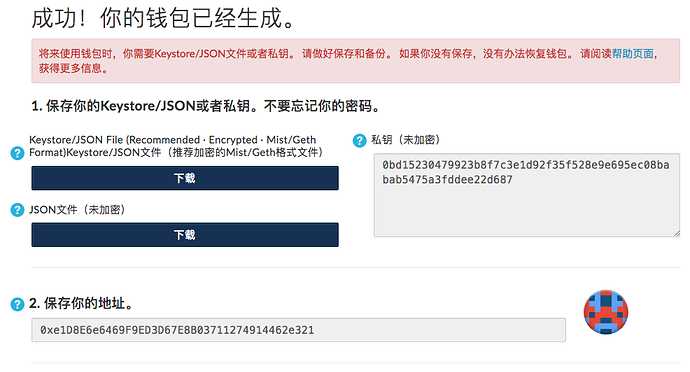 成功！你的钱包已经生成。
将来使用钱包时，你需要Keystore/JSON文件或者私钥。 请做好保存和备份。 如果你没有保存，没有办法恢复钱包。 请阅读帮助页面，
获得更多信息。
1. 保存你的Keystore/JSON或者私钥。不要忘记你的密码。
Keystore/JSON File (Recommended · Encrypted · Mist/Geth
Format)Keystore/JSON文件（推荐加密的Mist/Geth格式文件）
下载
JSON文件（未加密）
下载
私钥（未加密）
0bd15230479923b8f7c3e1d92f35f528e9e695ec08ba
bab5475a3fddee22d687
2. 保存你的地址。
0xe1D8E6e6469F9ED3D67E8B03711274914462e321